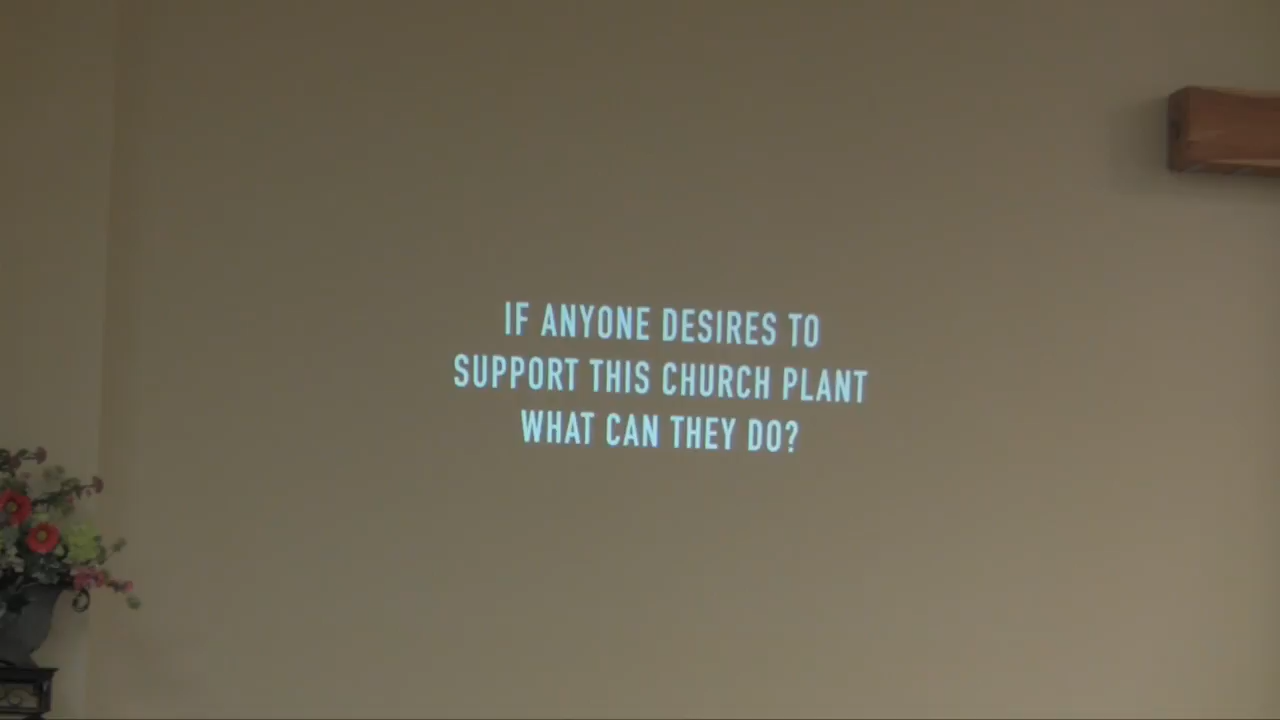 IF ANYONE DESIRES TO
SUPPORT THIS CHURCH PLANT
WHAT CAN THEY DO?